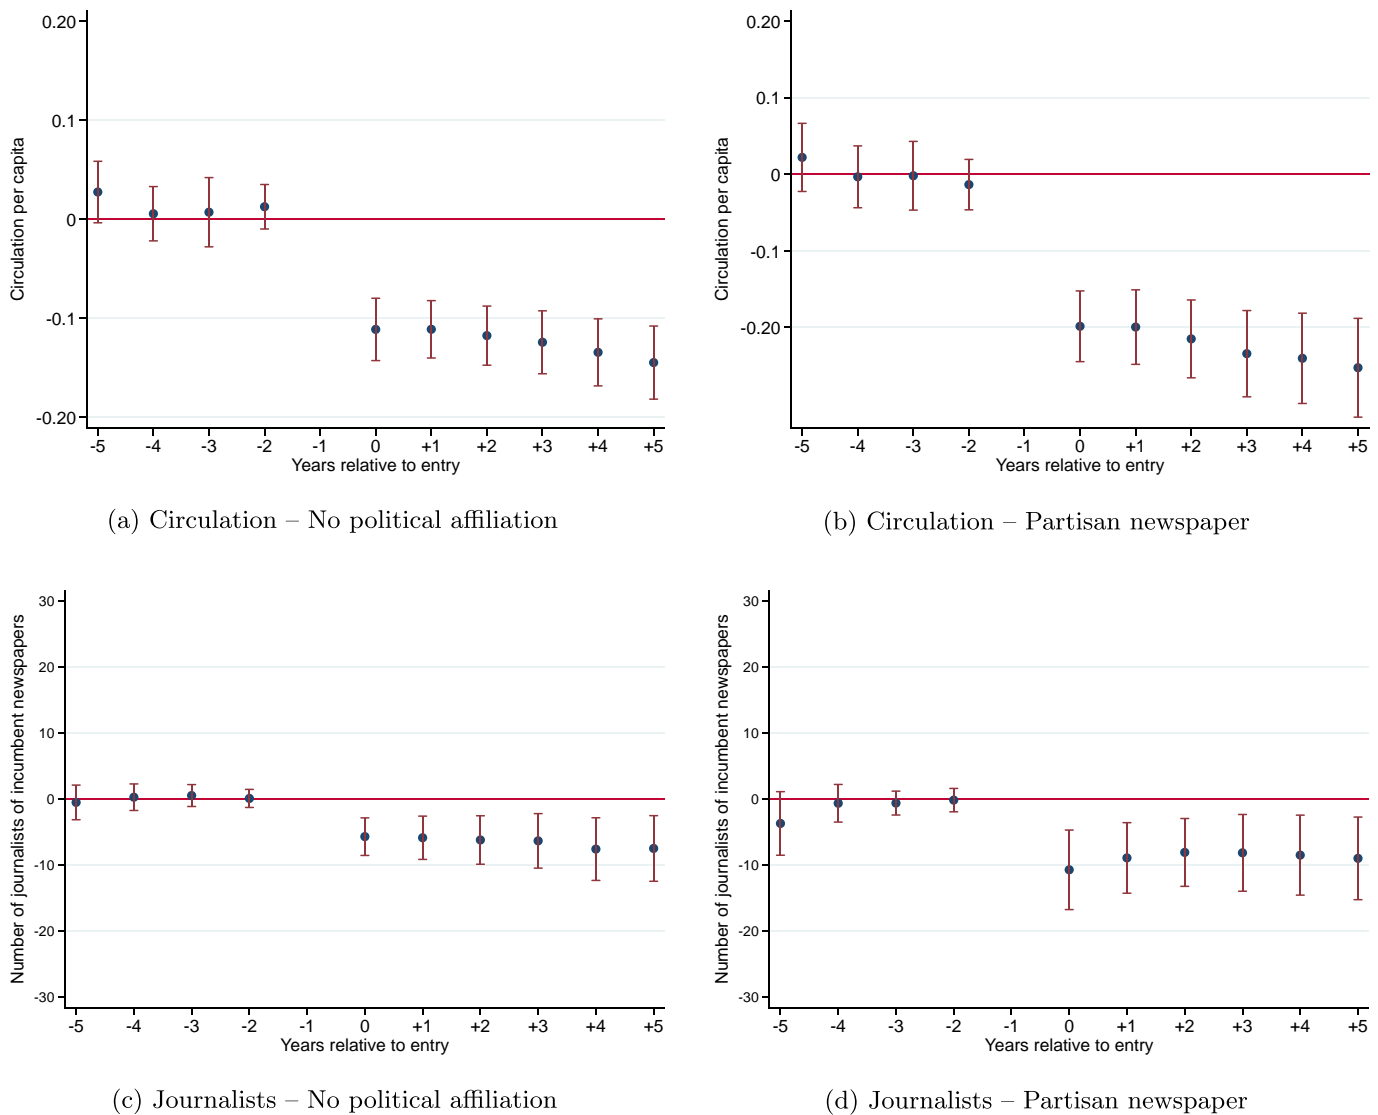 0.20
0.1
0
-0.1
-0.20
Circulation per capita
-5 -4 -3 -2 -1 0 +1 +2 +3 +4 +5
Years relative to entry
(a) Circulation – No political affiliation
0.20
0.1
0
-0.1
-0.20
Circulation per capita
-5 -4 -3 -2 -1 0 +1 +2 +3 +4 +5
Years relative to entry
(b) Circulation – Partisan newspaper
30
20
10
0
-10
-20
-30
Number of journalists of incumbent newspapers
-5 -4 -3 -2 -1 0 +1 +2 +3 +4 +5
Years relative to entry
(c) Journalists – No political affiliation
30
20
10
0
-10
-20
-30
Number of journalists of incumbent newspapers
-5 -4 -3 -2 -1 0 +1 +2 +3 +4 +5
Years relative to entry
(d) Journalists – Partisan newspaper